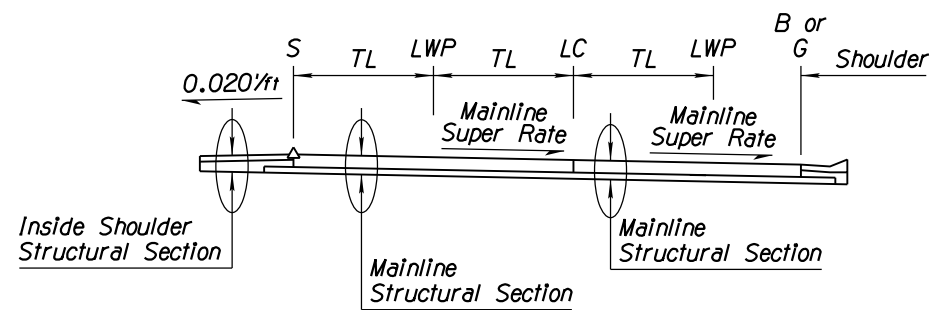 B or
S TL LWP TL LC TL LWP G Shoulder
0.020'/ft
Mainline
Super Rate
Mainline
Super Rate
Inside Shoulder
Structural Section
Mainline
Structural Section
Mainline
Structural Section